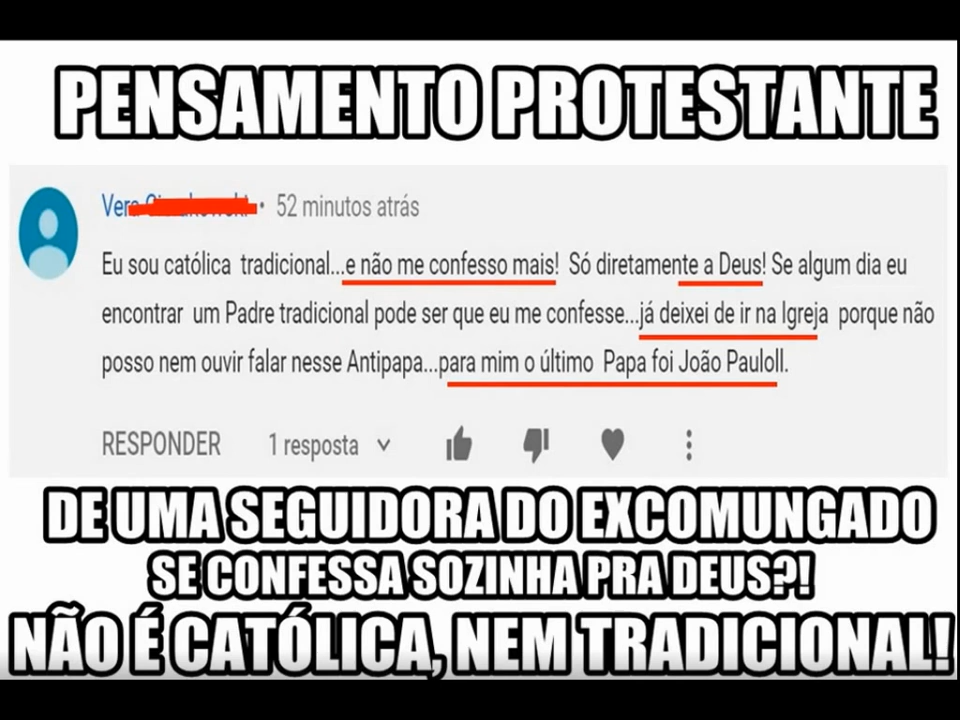 PENSAMENTO PROTESTANTE
Vera • 52 minutos atrás
Eu sou católica tradicional...e não me confesso mais! Só diretamente a Deus! Se algum dia eu
encontrar um Padre tradicional pode ser que eu me confesse...já deixei de ir na Igreja porque não
posso nem ouvir falar nesse Antipapa...para mim o último Papa foi João PauloII.
RESPONDER 1 resposta
DE UMA SEGUIDORA DO EXCOMUNGADO
SE CONFESSA SOZINHA PRA DEUS?!
NÃO É CATÓLICA, NEM TRADICIONAL!